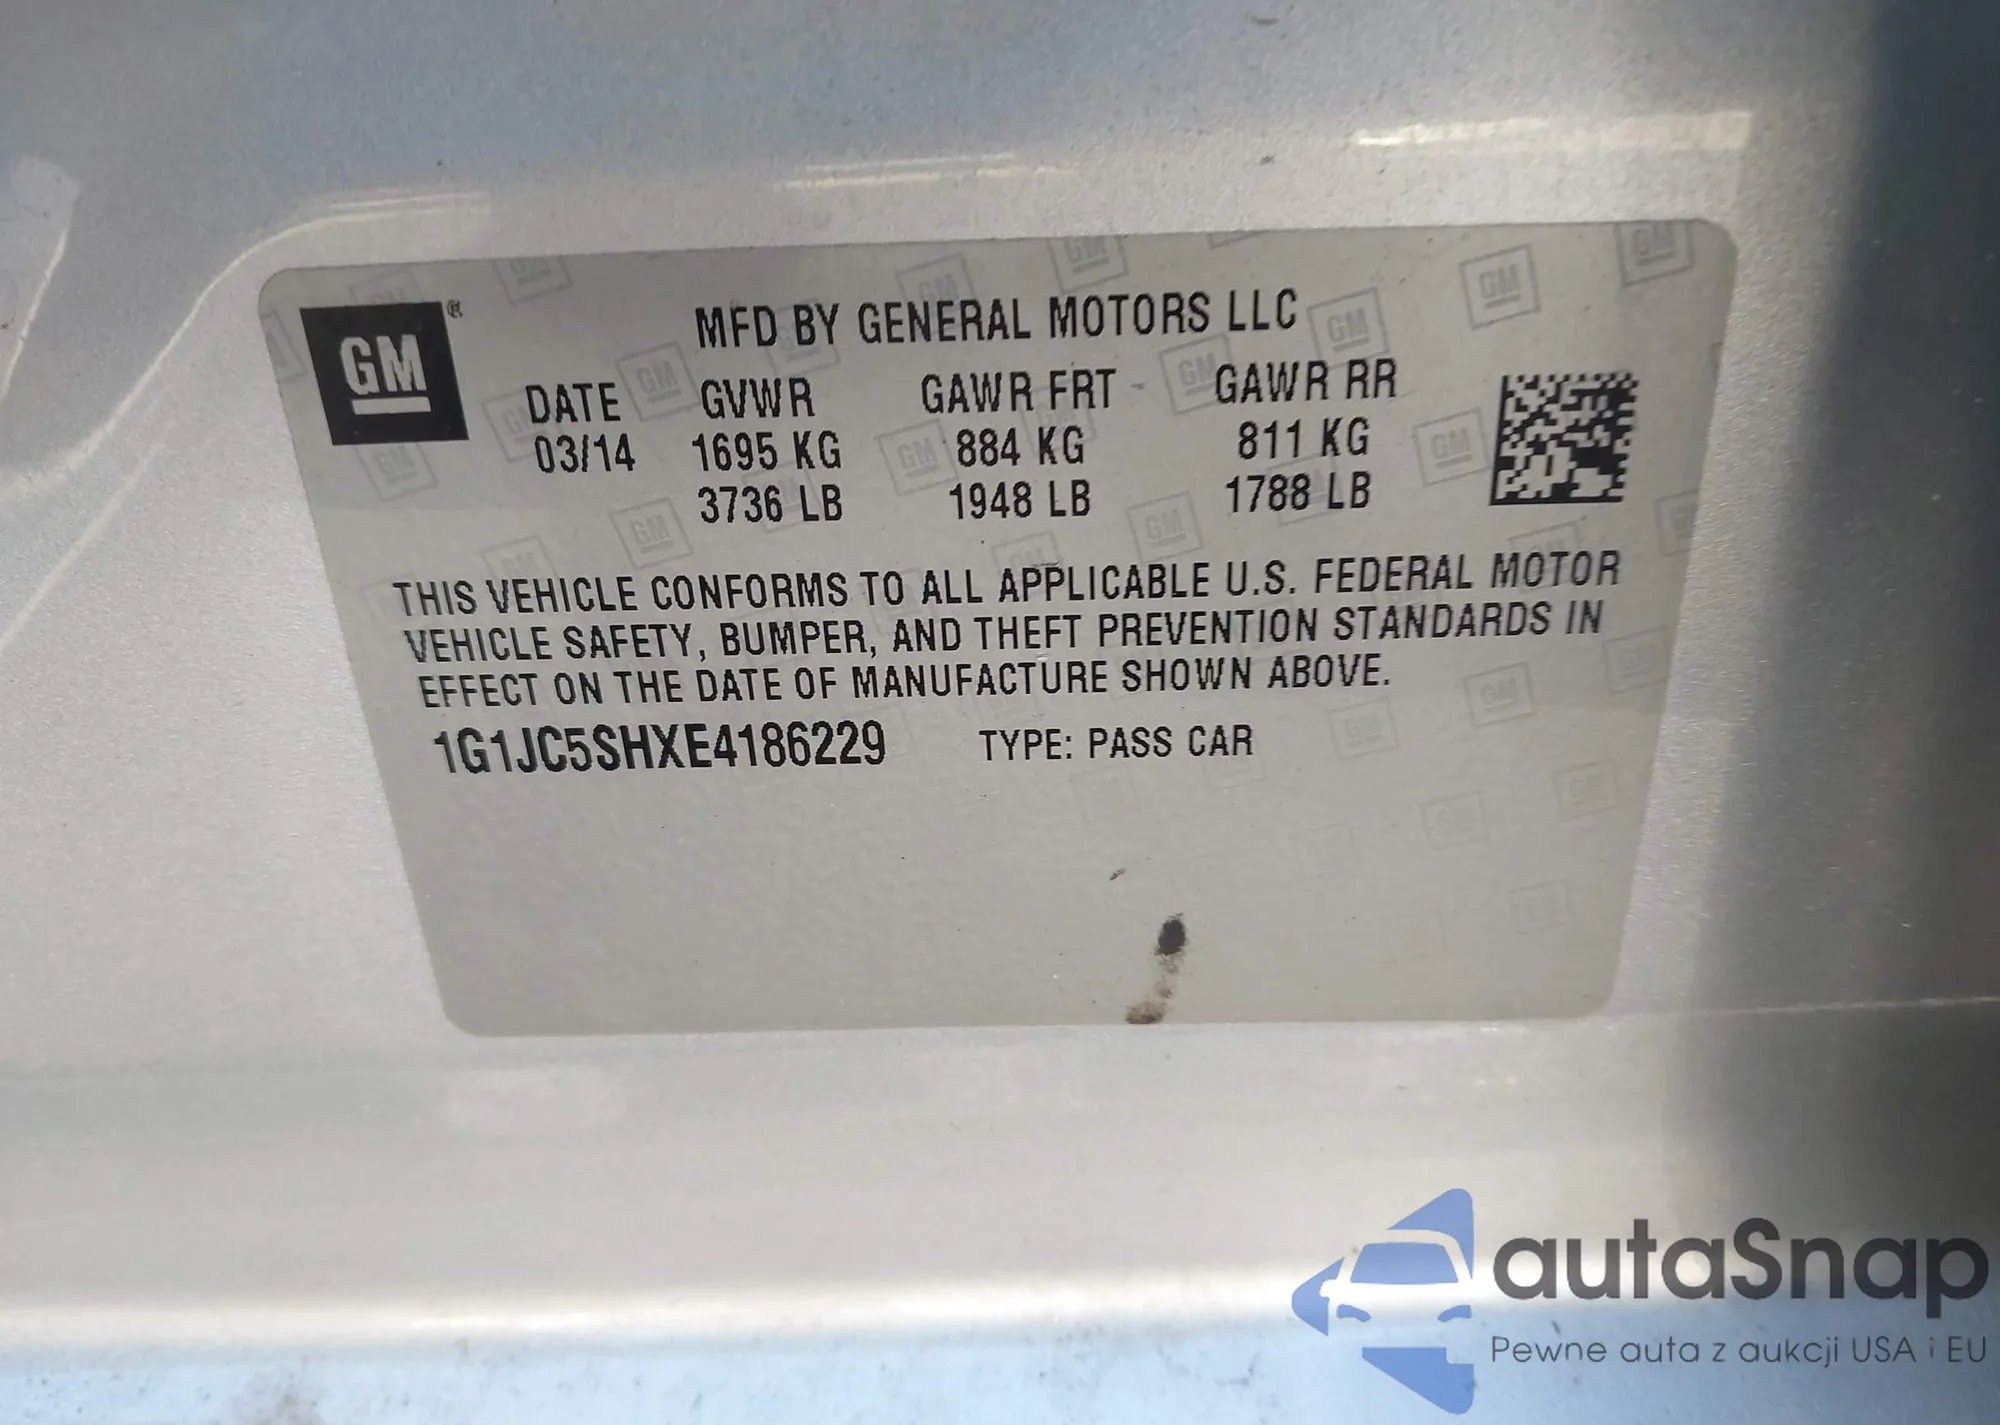 GM ®
MFD BY GENERAL MOTORS LLC
DATE GVWR GAWR FRT GAWR RR
03/14 1695 KG 884 KG 811 KG
3736 LB 1948 LB 1788 LB
THIS VEHICLE CONFORMS TO ALL APPLICABLE U.S. FEDERAL MOTOR
VEHICLE SAFETY, BUMPER, AND THEFT PREVENTION STANDARDS IN
EFFECT ON THE DATE OF MANUFACTURE SHOWN ABOVE.
1G1JC5SHXE4186229 TYPE: PASS CAR
autaSnap
Pewne auta z aukcji USA i EU